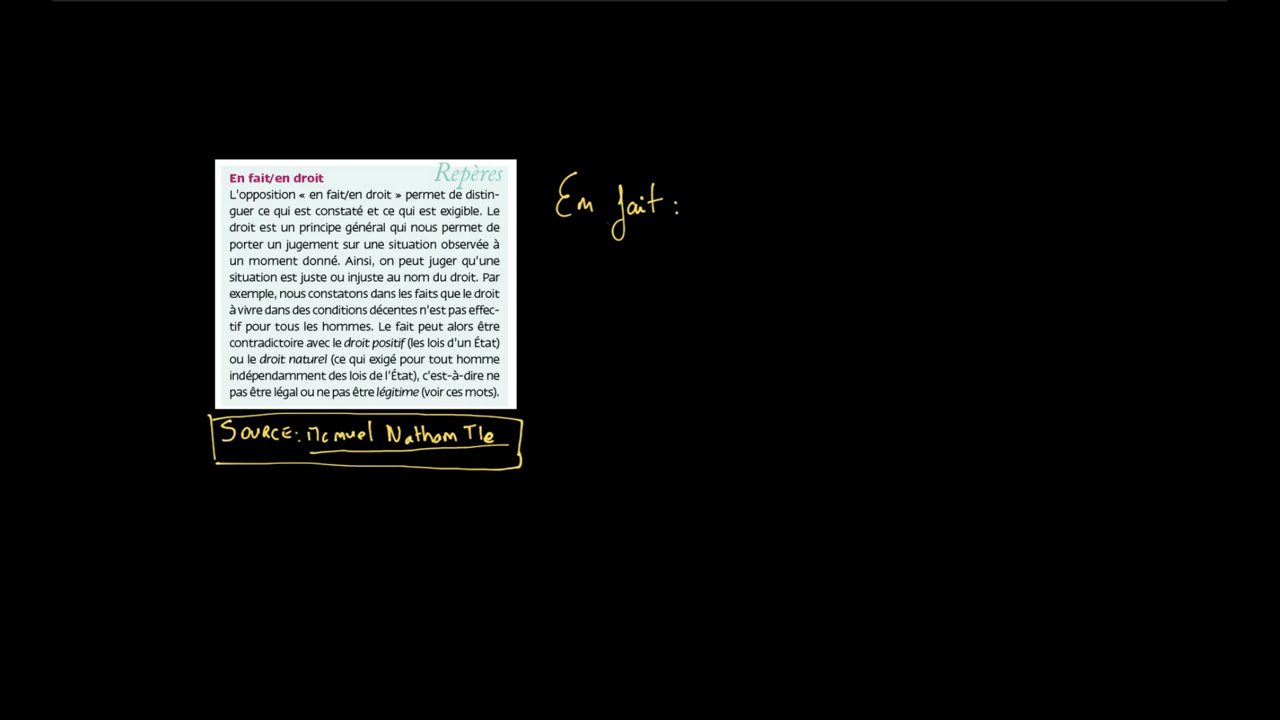 Repères
En fait/en droit
L'opposition « en fait/en droit » permet de distin-
guer ce qui est constaté et ce qui est exigible. Le
droit est un principe général qui nous permet de
porter un jugement sur une situation observée à
un moment donné. Ainsi, on peut juger qu'une
situation est juste ou injuste au nom du droit. Par
exemple, nous constatons dans les faits que le droit
à vivre dans des conditions décentes n'est pas effec-
tif pour tous les hommes. Le fait peut alors être
contradictoire avec le droit positif (les lois d'un État)
ou le droit naturel (ce qui exigé pour tout homme
indépendamment des lois de l'État), c'est-à-dire ne
pas être légal ou ne pas être légitime (voir ces mots).
SOURCE: Manuel Nathan Tle
En fait :